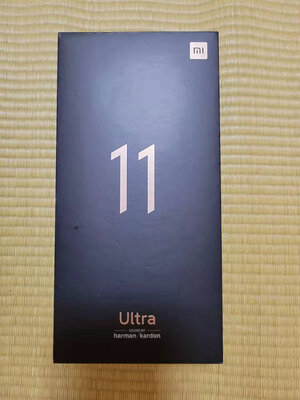 mi
11
Ultra
SOUND BY
harman / kardon